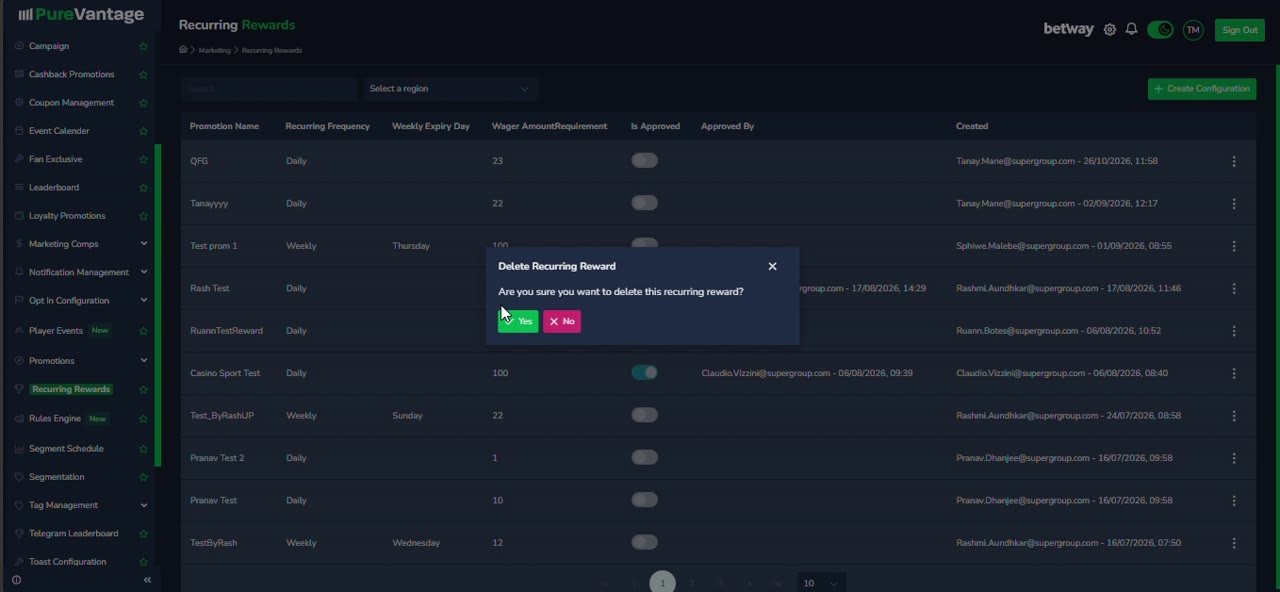 PureVantage
Recurring Rewards
Marketing > Recurring Rewards
betway
TM
Sign Out
Campaign
Cashback Promotions
Coupon Management
Event Calender
Fan Exclusive
Leaderboard
Loyalty Promotions
Marketing Comps
Notification Management
Opt In Configuration
Player Events New
Promotions
Recurring Rewards
Rules Engine New
Segment Schedule
Segmentation
Tag Management
Telegram Leaderboard
Toast Configuration
Search
Select a region
+ Create Configuration
Promotion Name Recurring Frequency Weekly Expiry Day Wager AmountRequirement Is Approved Approved By Created
QFG Daily 23 Tanay.Mane@supergroup.com - 26/10/2026, 11:58
Tanayyyy Daily 22 Tanay.Mane@supergroup.com - 02/09/2026, 12:17
Test prom 1 Weekly Thursday 100 Sphiwe.Malebe@supergroup.com - 01/09/2026, 08:55
Rash Test Daily rgroup.com - 17/08/2026, 14:29 Rashmi.Aundhkar@supergroup.com - 17/08/2026, 11:46
RuannTestReward Daily Ruann.Botes@supergroup.com - 06/08/2026, 10:52
Casino Sport Test Daily 100 Claudio.Vizzini@supergroup.com - 06/08/2026, 09:39 Claudio.Vizzini@supergroup.com - 06/08/2026, 08:40
Test_ByRashUP Weekly Sunday 22 Rashmi.Aundhkar@supergroup.com - 24/07/2026, 08:58
Pranav Test 2 Daily 1 Pranav.Dhanjee@supergroup.com - 16/07/2026, 09:58
Pranav Test Daily 10 Pranav.Dhanjee@supergroup.com - 16/07/2026, 09:58
TestByRash Weekly Wednesday 12 Rashmi.Aundhkar@supergroup.com - 16/07/2026, 07:50
Delete Recurring Reward
Are you sure you want to delete this recurring reward?
Yes No
« ‹ 1 2 3 › » 10